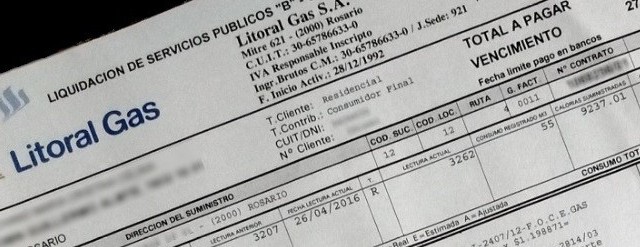 LIQUIDACION DE SERVICIOS PUBLICOS "B"
Litoral Gas S.A.
Mitre 621 - (2000) Rosario
C.U.I.T.: 30-65786633-0
IVA Responsable Inscripto
Ingr.Brutos C.M.: 30-65786633-0 / J.Sede: 921
F. Inicio Activ.: 28/12/1992
TOTAL A PAGAR
VENCIMIENTO
Fecha limite pago en bancos
Litoral Gas
T.Cliente: Residencial
T.Contrib.: Consumidor Final
CUIT/DNI:
Nº Cliente:
COD. SUC. COD. LOC. RUTA G. FACT. Nº CONTRATO
12 12 4 0011
DIRECCION DEL SUMINISTRO
(2000) ROSARIO
LECTURA ANTERIOR FECHA LECTURA ACTUAL T. LECTURA ACTUAL CONSUMO REGISTRADO M3 CALORIAS SUMINISTRADAS
3207 26/04/2016 R 3262 55 9237.01
Real E = Estimada A = Ajustada
CONSUMO TOT
I-2407/12-F.O.C.E.GAS